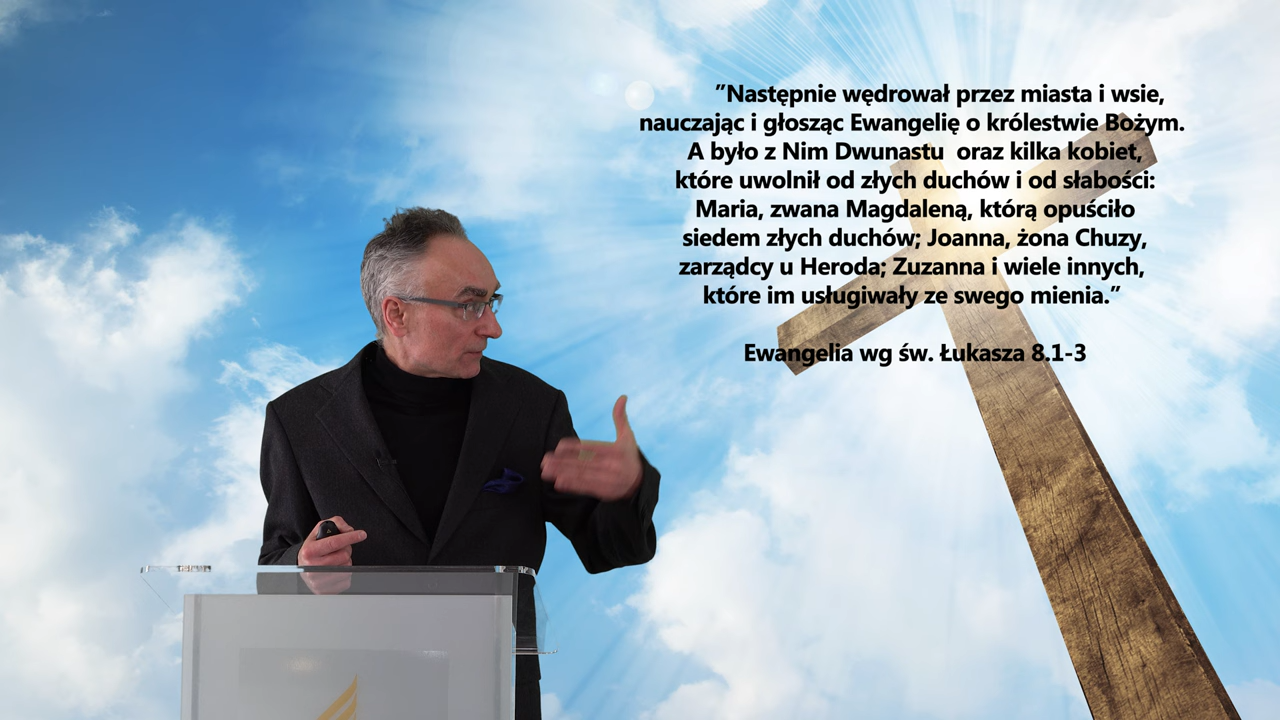 ”Następnie wędrował przez miasta i wsie,
nauczając i głosząc Ewangelię o królestwie Bożym.
A było z Nim Dwunastu  oraz kilka kobiet,
które uwolnił od złych duchów i od słabości:
Maria, zwana Magdaleną, którą opuściło
siedem złych duchów; Joanna, żona Chuzy,
zarządcy u Heroda; Zuzanna i wiele innych,
które im usługiwały ze swego mienia.”
Ewangelia wg św. Łukasza 8.1-3